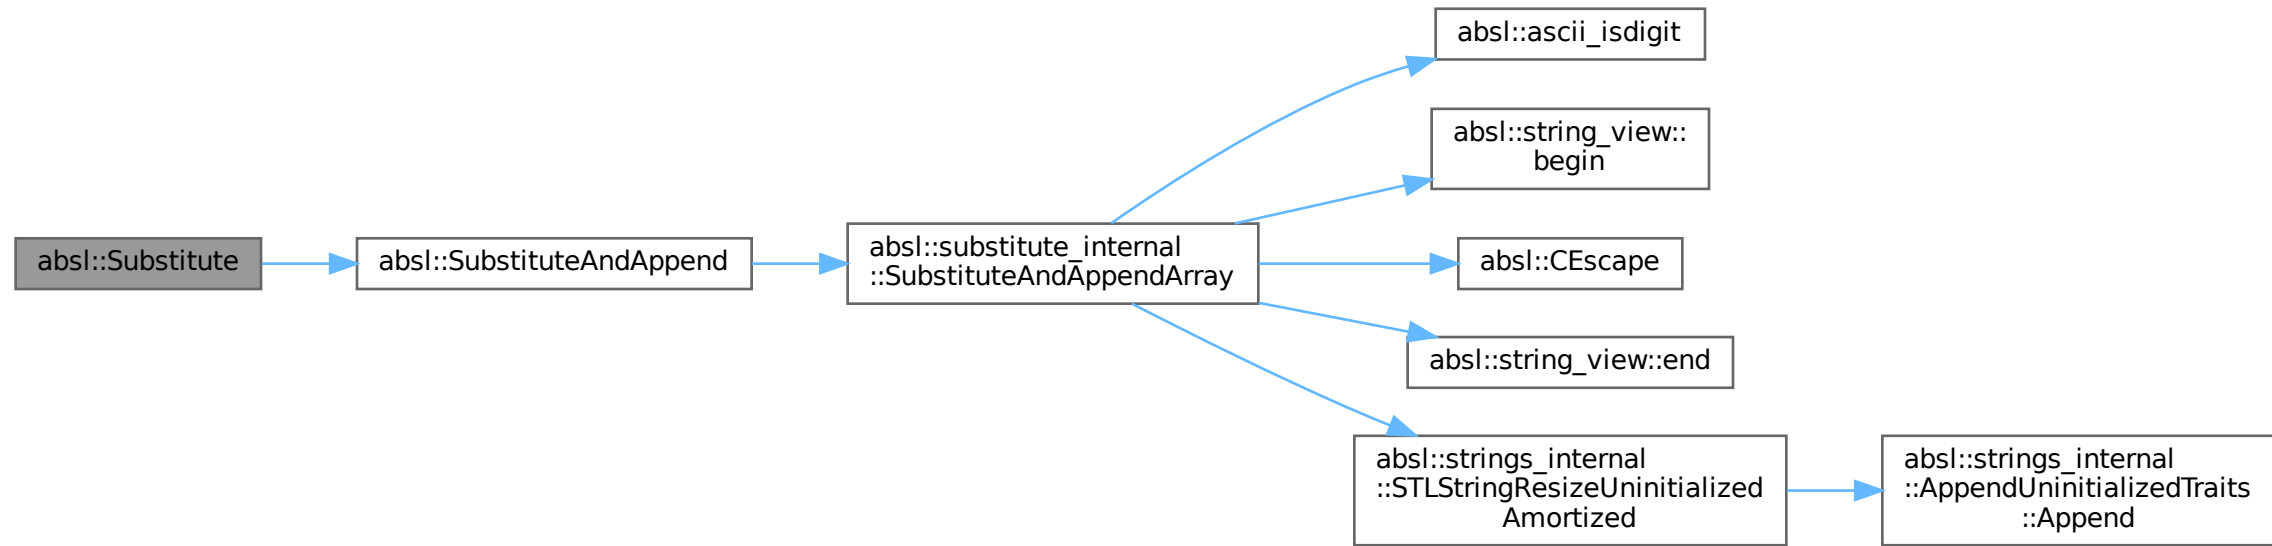 absl::Substitute
absl::SubstituteAndAppend
absl::substitute_internal
::SubstituteAndAppendArray
absl::ascii_isdigit
absl::string_view::
begin
absl::CEscape
absl::string_view::end
absl::strings_internal
::STLStringResizeUninitialized
Amortized
absl::strings_internal
::AppendUninitializedTraits
::Append